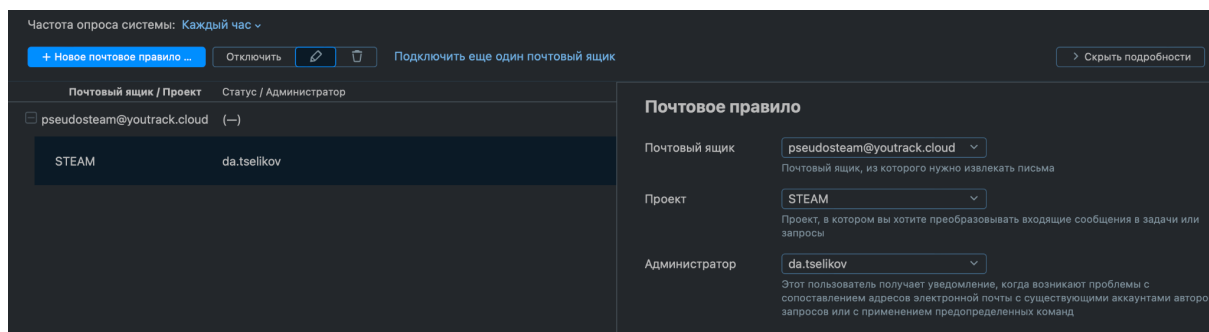 Частота опроса системы: Каждый час
+ Новое почтовое правило ... Отключить Подключить еще один почтовый ящик > Скрыть подробности
Почтовый ящик / Проект Статус / Администратор
pseudosteam@youtrack.cloud (—)
STEAM da.tselikov
Почтовое правило
Почтовый ящик pseudosteam@youtrack.cloud
Почтовый ящик, из которого нужно извлекать письма
Проект STEAM
Проект, в котором вы хотите преобразовывать входящие сообщения в задачи или
запросы
Администратор da.tselikov
Этот пользователь получает уведомление, когда возникают проблемы с
сопоставлением адресов электронной почты с существующими аккаунтами авторо
запросов или с применением предопределенных команд